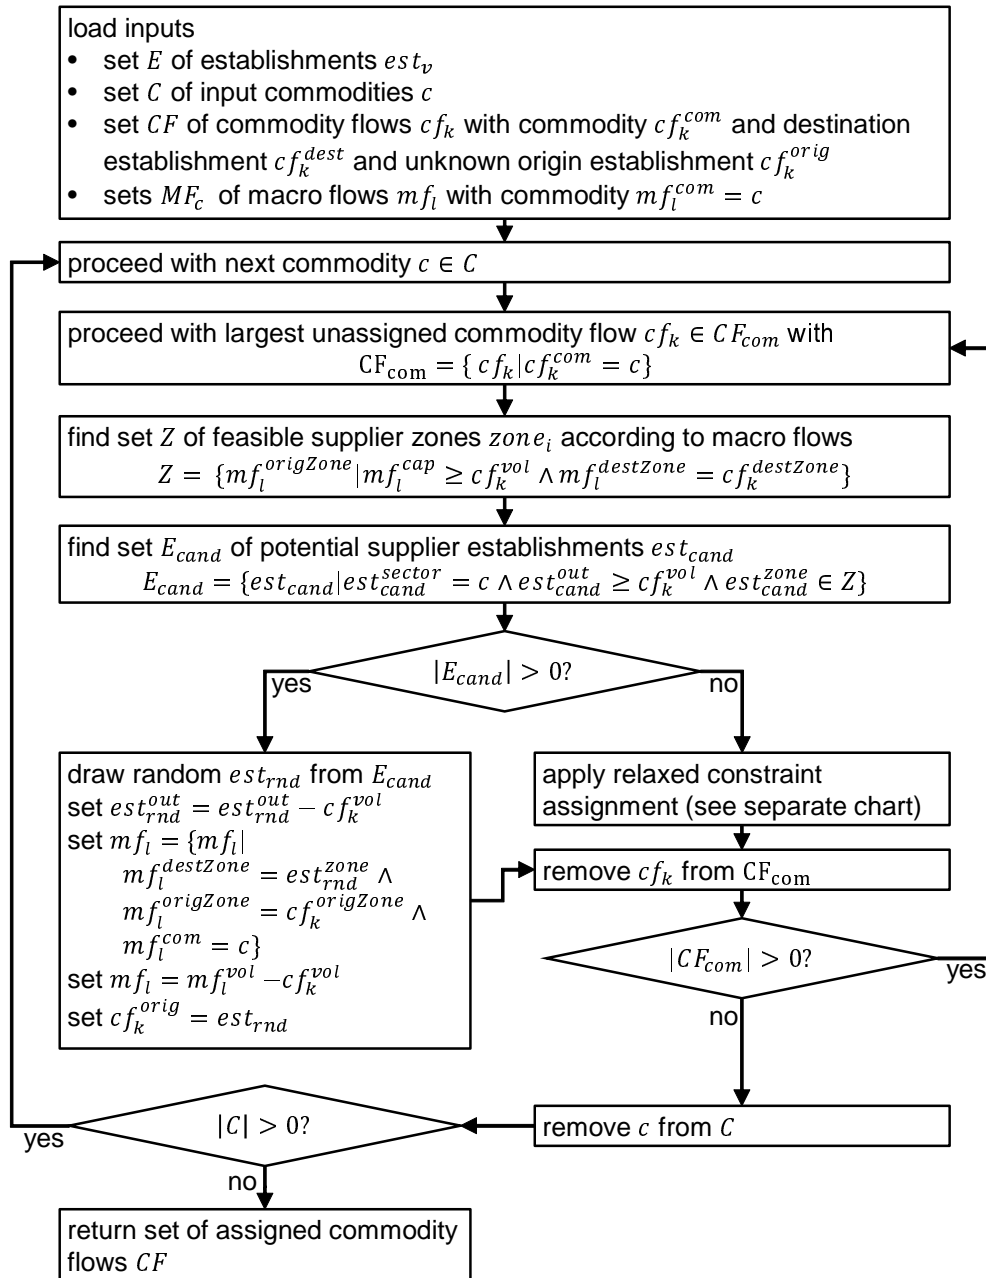 load inputs
• set E of establishments est_v
• set C of input commodities c
• set CF of commodity flows cf_k with commodity cf_k^com and destination
establishment cf_k^dest and unknown origin establishment cf_k^orig
• sets MF_c of macro flows mf_l with commodity mf_l^com = c
proceed with next commodity c ∈ C
proceed with largest unassigned commodity flow cf_k ∈ CF_com with
CF_com = { cf_k|cf_k^com = c}
find set Z of feasible supplier zones zone_i according to macro flows
Z = {mf_l^origZone|mf_l^cap ≥ cf_k^vol ∧ mf_l^destZone = cf_k^destZone}
find set E_cand of potential supplier establishments est_cand
E_cand = {est_cand|est_cand^sector = c ∧ est_cand^out ≥ cf_k^vol ∧ est_cand^zone ∈ Z}
|E_cand| > 0?
yes
no
draw random est_rnd from E_cand
set est_rnd^out = est_rnd^out − cf_k^vol
set mf_l = {mf_l|
mf_l^destZone = est_rnd^zone ∧
mf_l^origZone = cf_k^origZone ∧
mf_l^com = c}
set mf_l = mf_l^vol −cf_k^vol
set cf_k^orig = est_rnd
apply relaxed constraint
assignment (see separate chart)
remove cf_k from CF_com
|CF_com| > 0?
yes
no
remove c from C
|C| > 0?
yes
no
return set of assigned commodity
flows CF